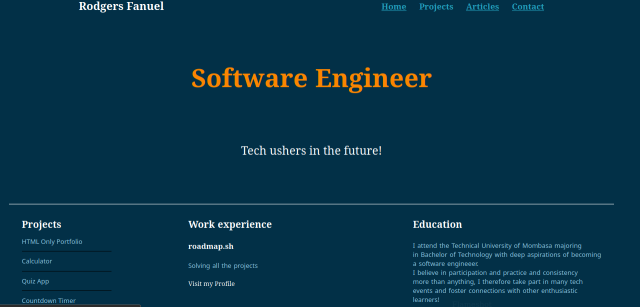 Rodgers Fanuel
Home Projects Articles Contact
Software Engineer
Tech ushers in the future!
Projects
HTML Only Portfolio
Calculator
Quiz App
Countdown Timer
Work experience
roadmap.sh
Solving all the projects
Visit my Profile
Education
I attend the Technical University of Mombasa majoring
in Bachelor of Technology with deep aspirations of becoming
a software engineer.
I believe in participation and practice and consistency
more than anything, I therefore take part in many tech
events and foster connections with other enthusiastic
learners!